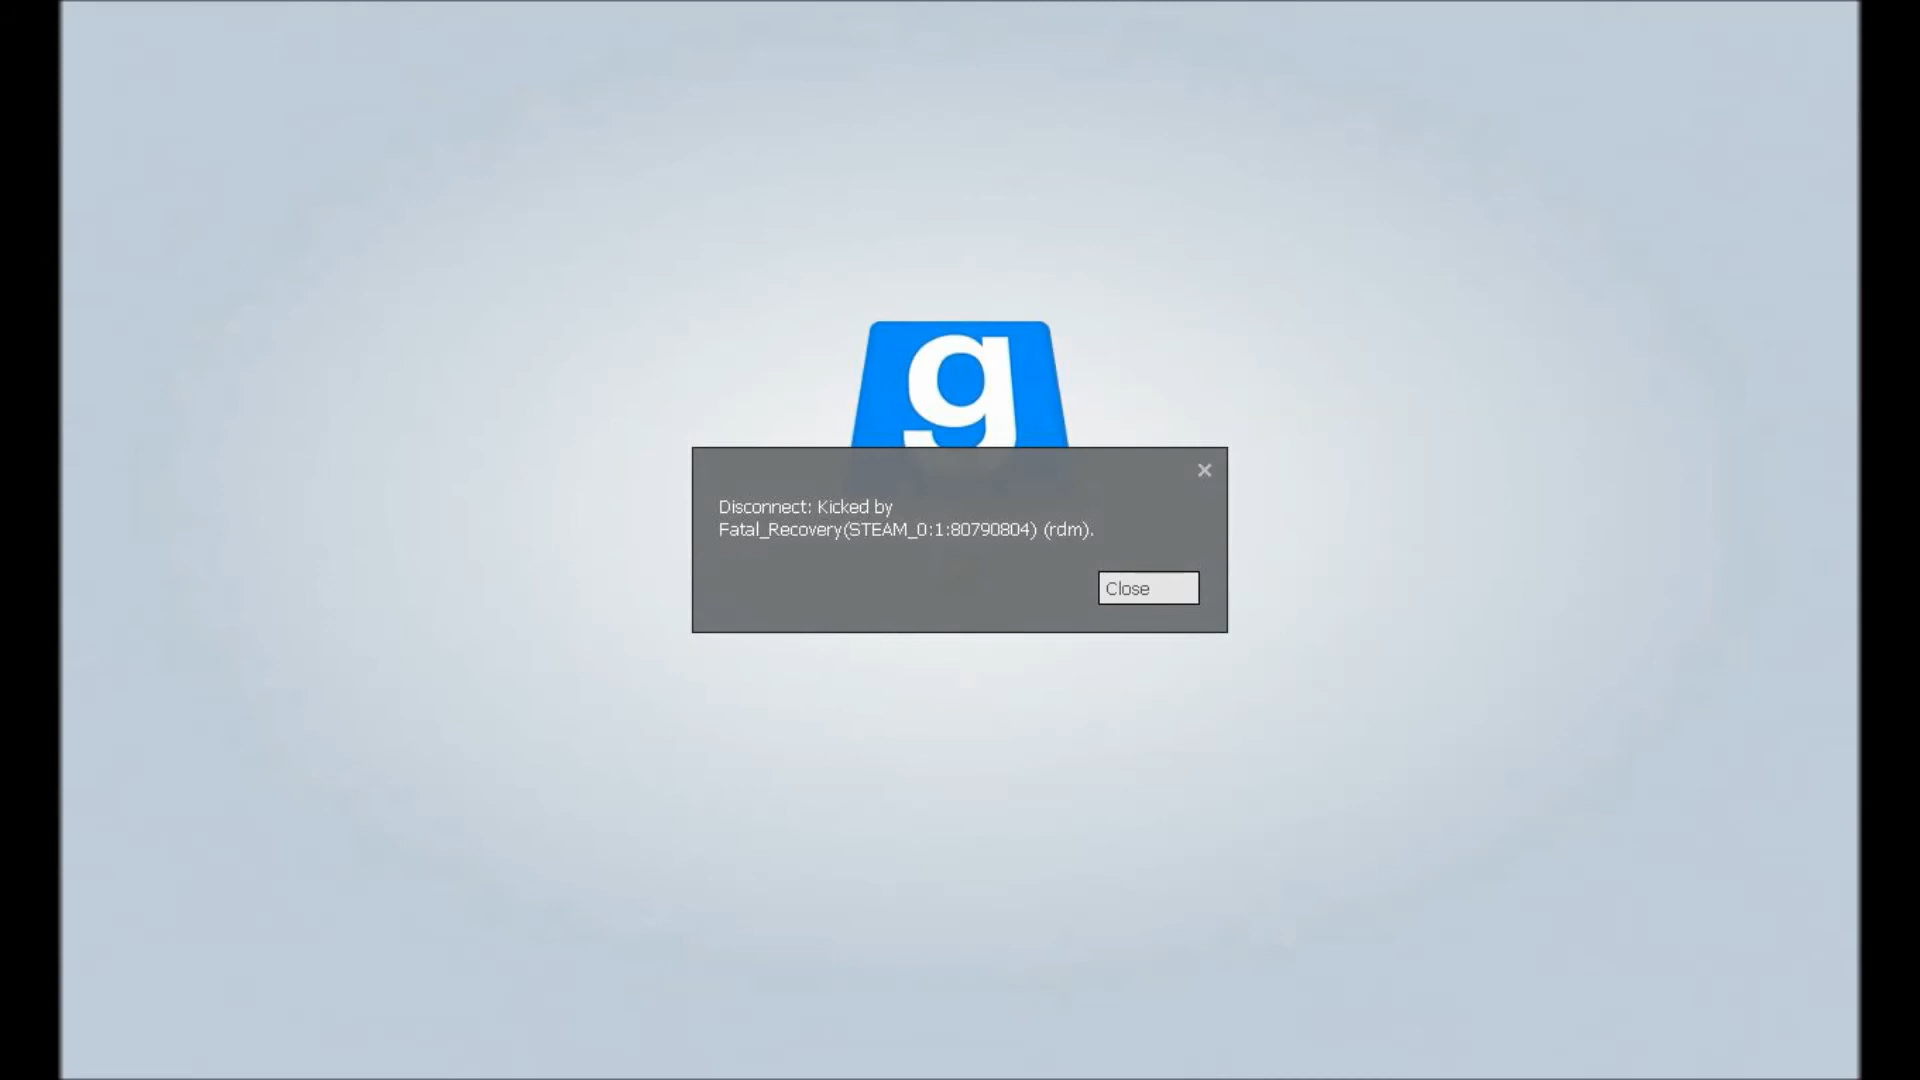 g
Disconnect: Kicked by
Fatal_Recovery(STEAM_0:1:80790804) (rdm).
Close